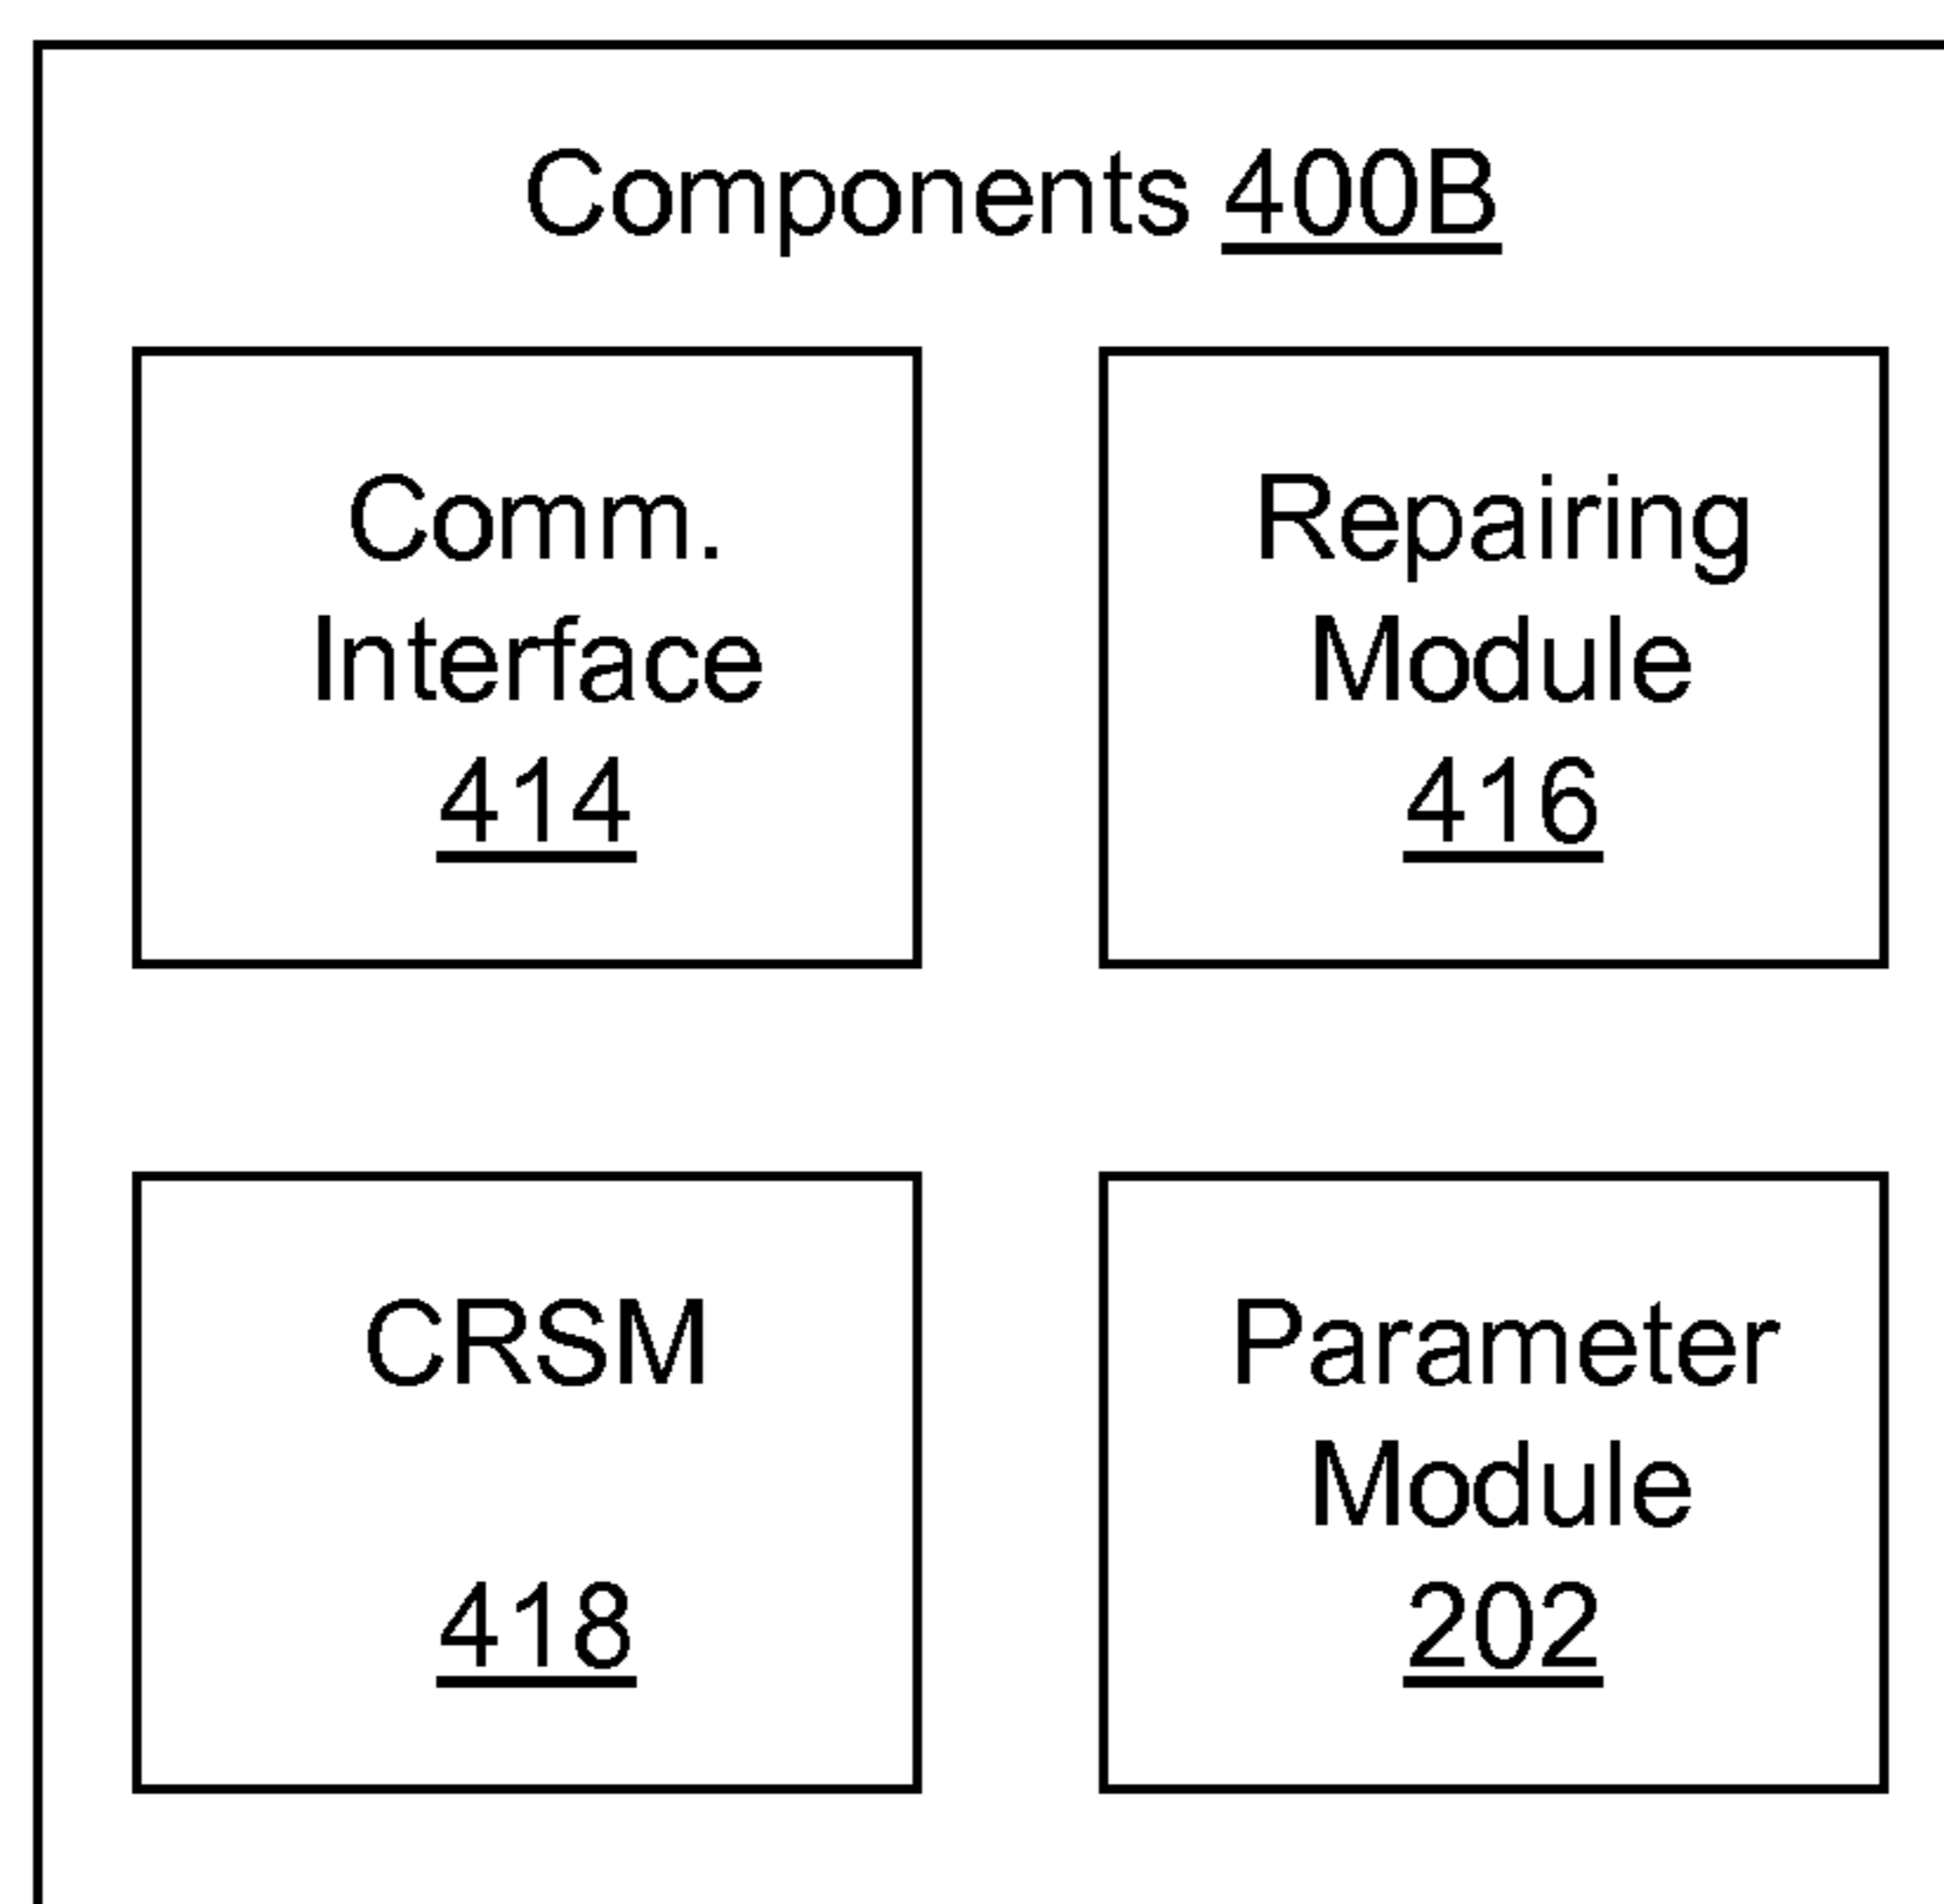 Components 400B
Comm.
Interface
414
Repairing
Module
416
CRSM
418
Parameter
Module
202